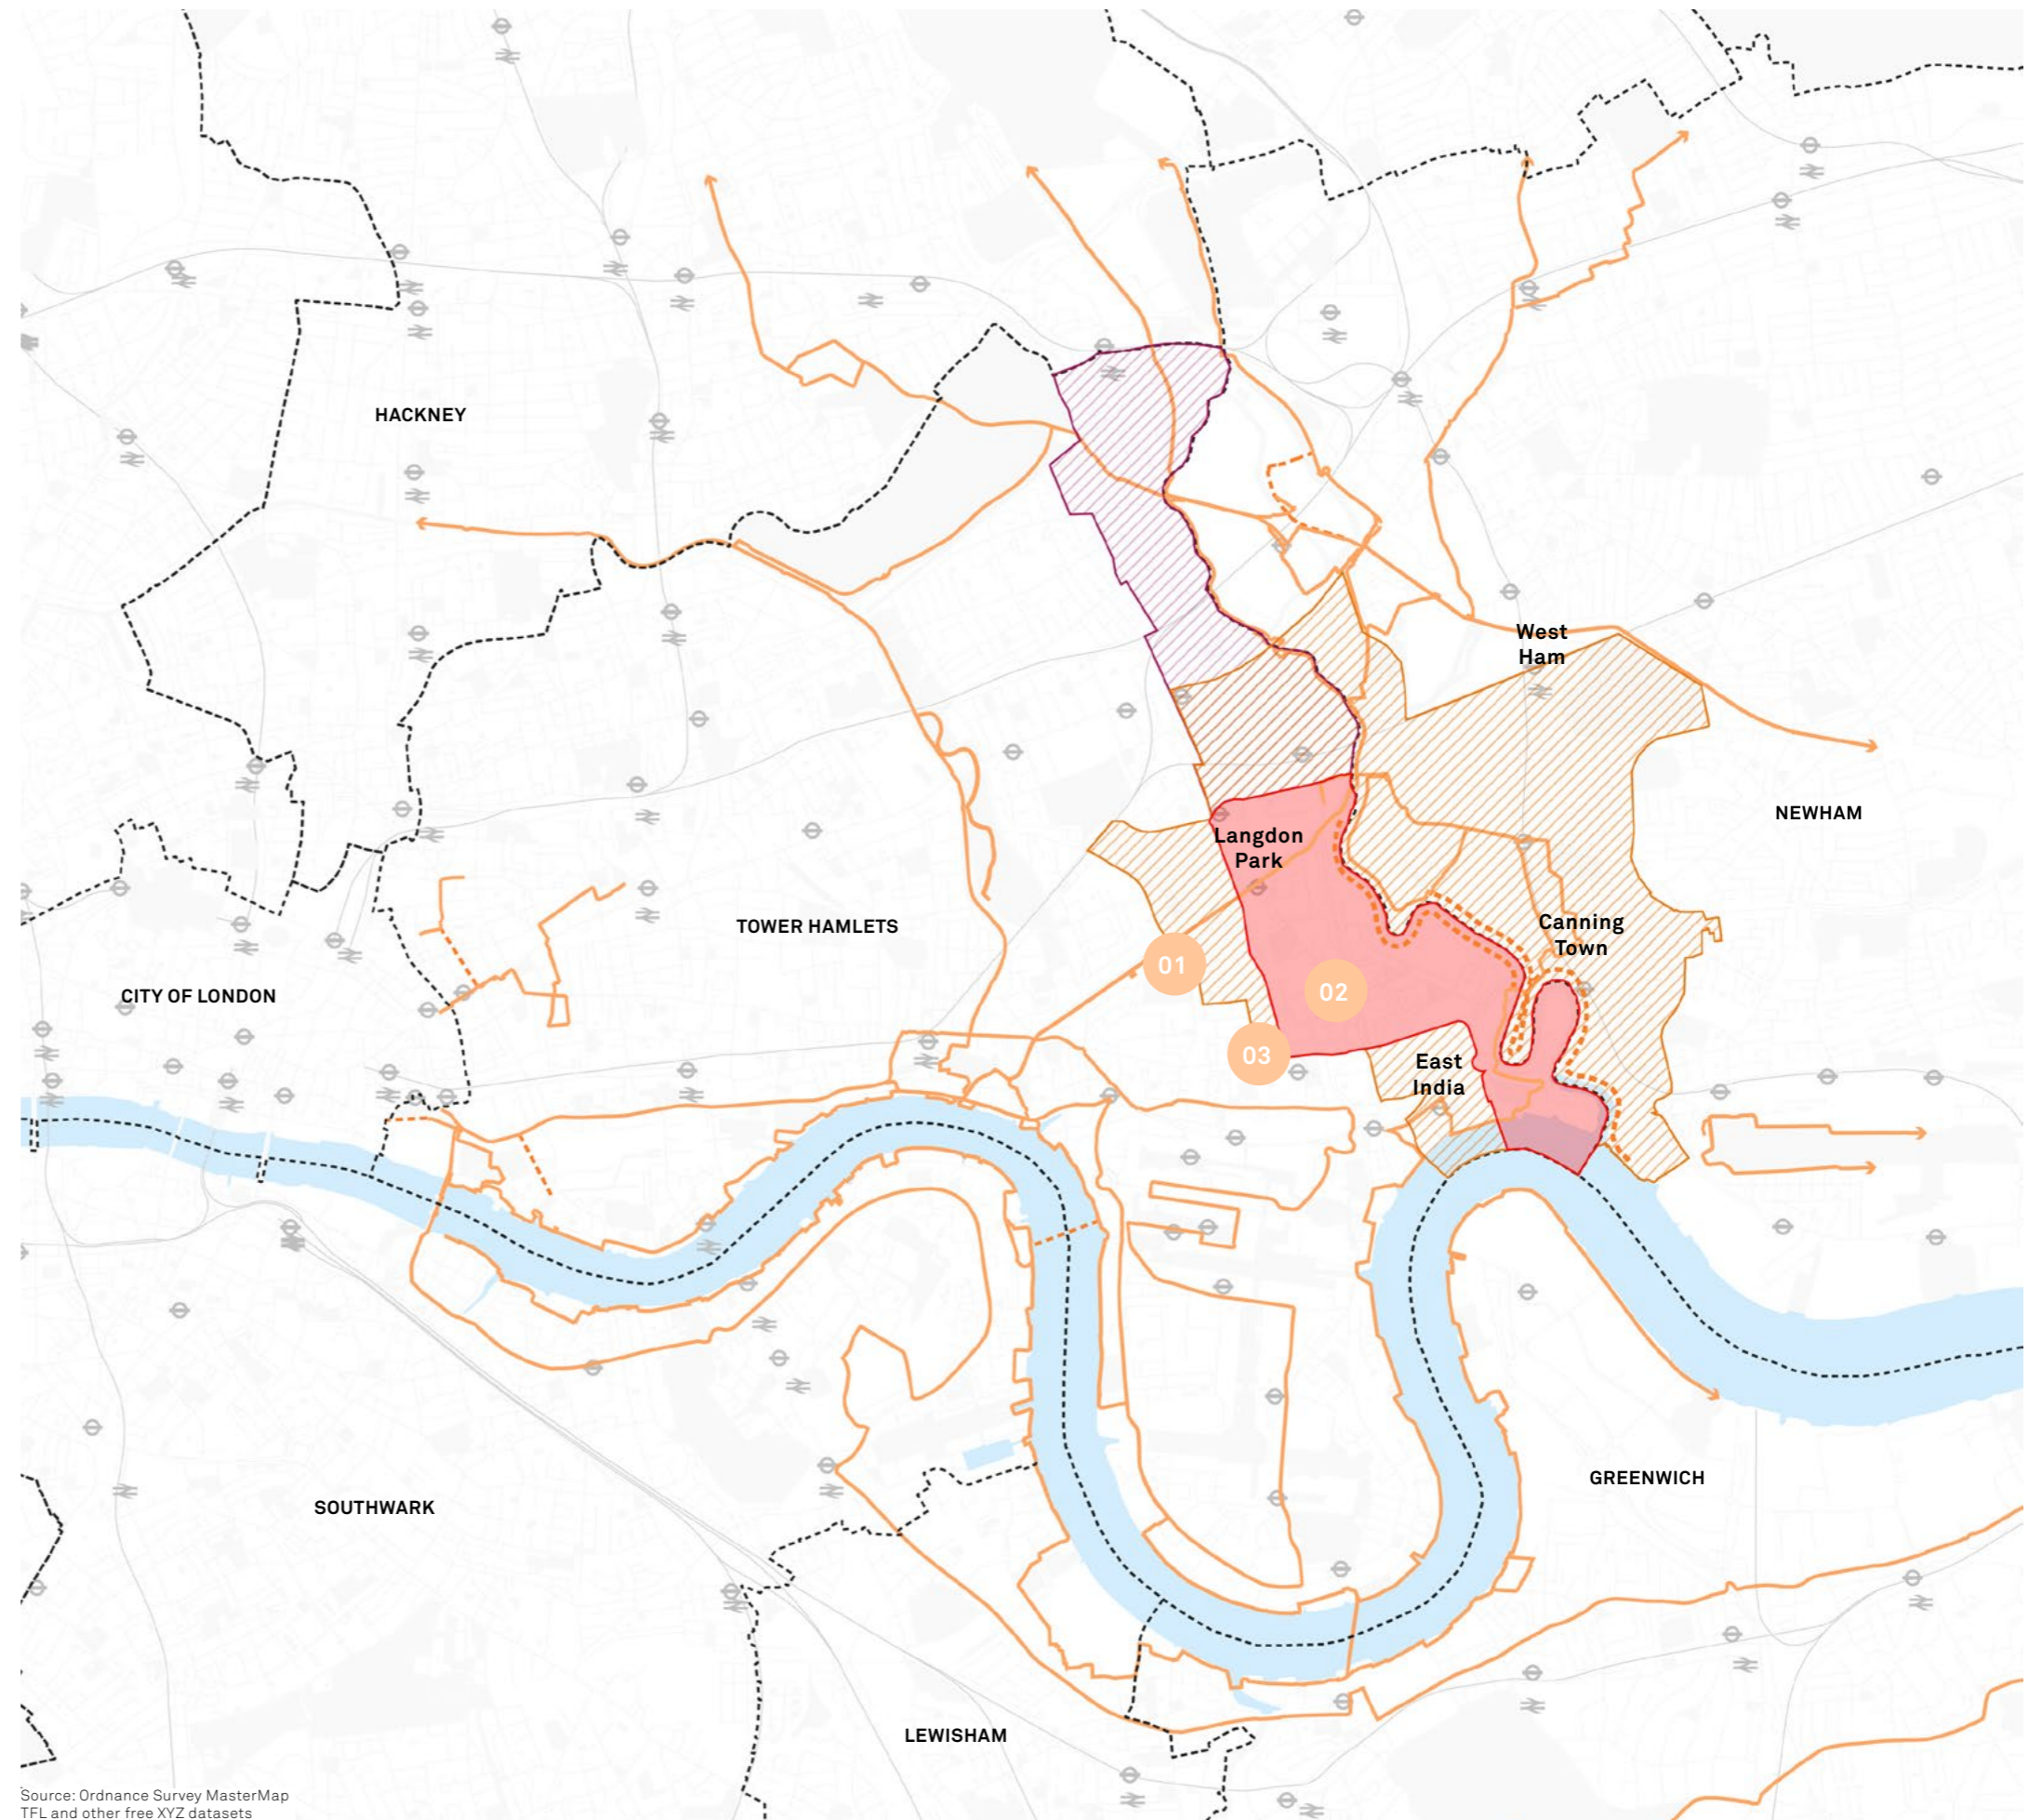 HACKNEY
West
Ham
NEWHAM
Langdon
Park
TOWER HAMLETS
Canning
Town
01
02
CITY OF LONDON
03
East
India
GREENWICH
SOUTHWARK
LEWISHAM
Source: Ordnance Survey MasterMap
TFL and other free XYZ datasets